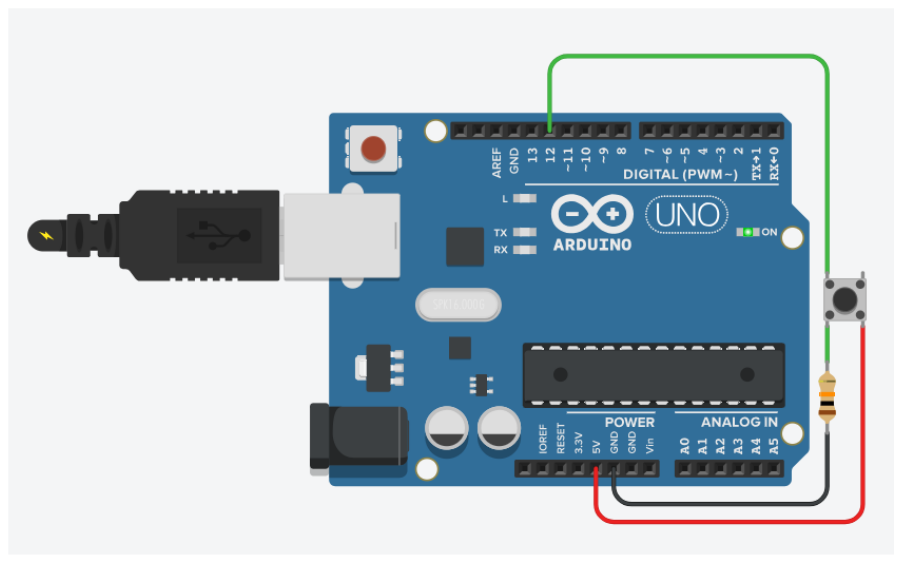 AREF
GND
13
12
~11
~10
~9
8
7
~6
~5
4
~3
2
TX→1
RX←0
DIGITAL (PWM~)
L
TX
RX
ARDUINO
UNO
ON
POWER
ANALOG IN
IOREF
RESET
3.3V
5V
GND
GND
Vin
A0
A1
A2
A3
A4
A5